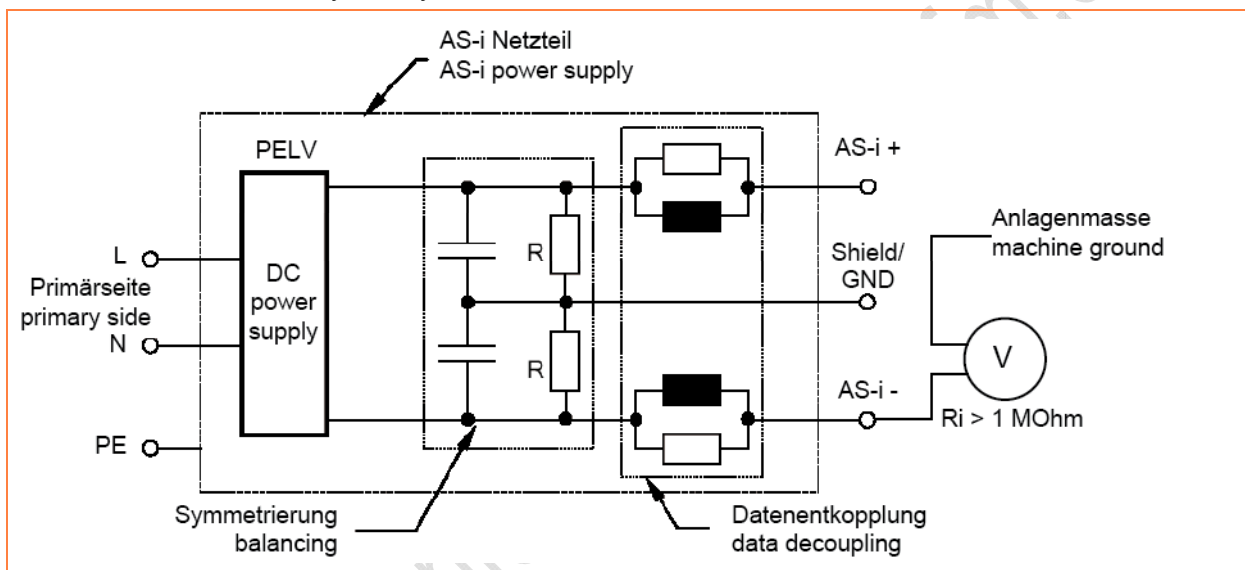 AS-i Netzteil
AS-i power supply
PELV
AS-i +
Anlagenmasse
machine ground
L
DC
power
supply
R
Shield/
GND
Primärseite
primary side
N
R
V
AS-i -
Ri > 1 MOhm
PE
Symmetrierung
balancing
Datenentkopplung
data decoupling